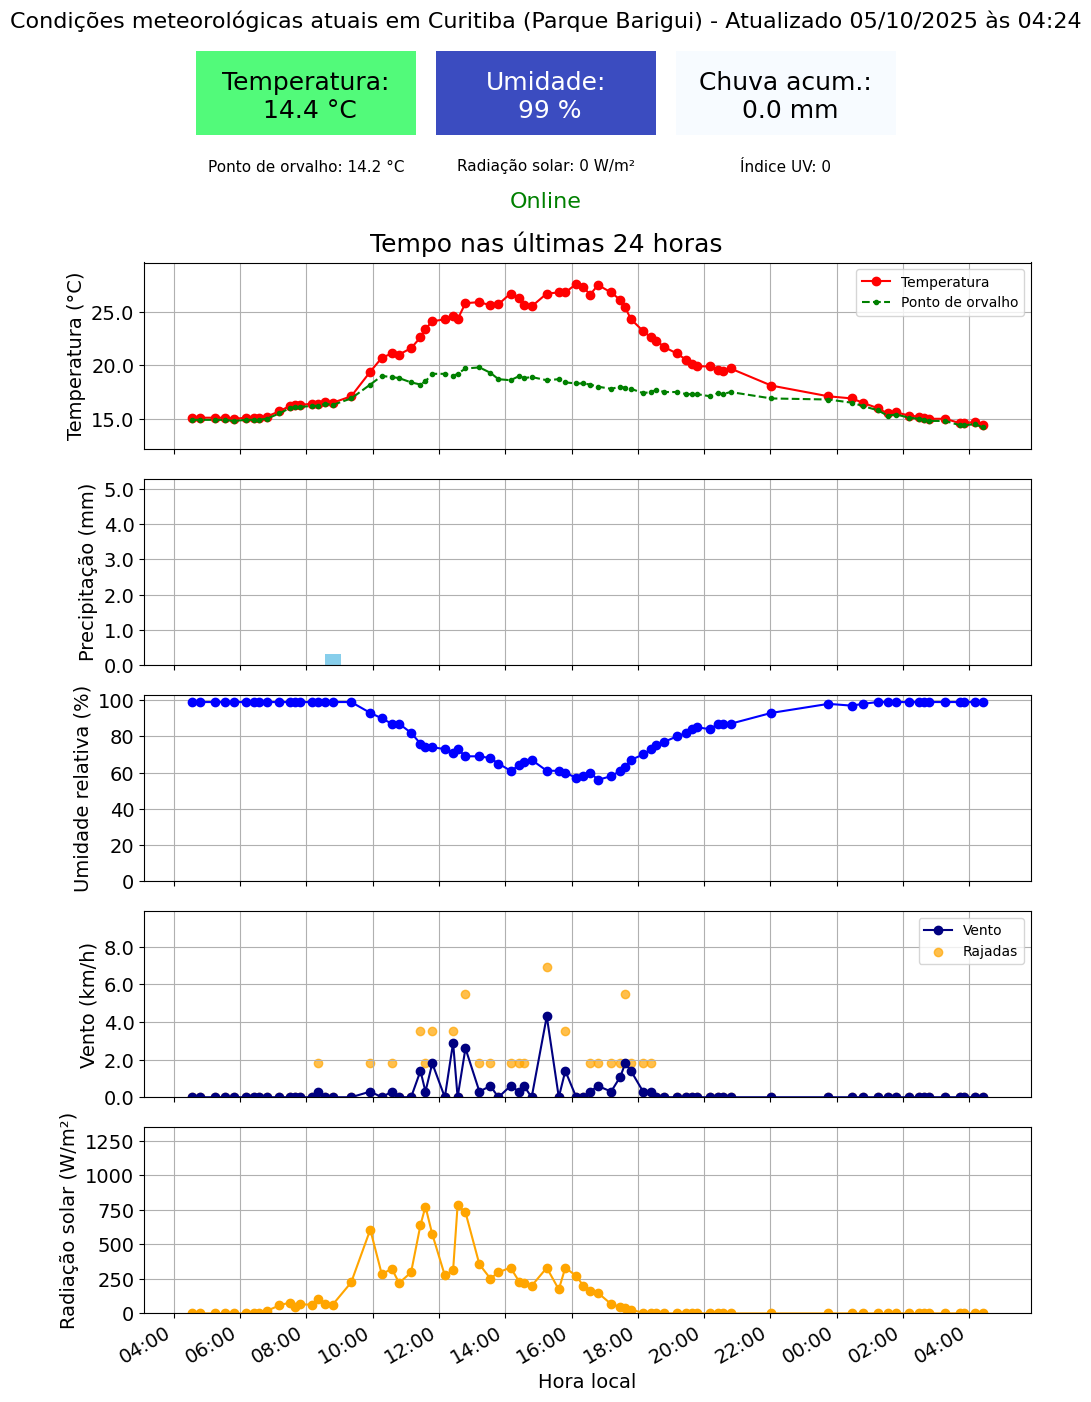 Condições meteorológicas atuais em Curitiba (Parque Barigui) - Atualizado 05/10/2025 às 04:24
Temperatura:
14.4 °C
Umidade:
99 %
Chuva acum.:
0.0 mm
Ponto de orvalho: 14.2 °C
Radiação solar: 0 W/m²
Índice UV: 0
Online
Tempo nas últimas 24 horas
Temperatura (°C)
25.0
20.0
15.0
Temperatura
Ponto de orvalho
Precipitação (mm)
5.0
4.0
3.0
2.0
1.0
0.0
Umidade relativa (%)
100
80
60
40
20
0
Vento (km/h)
8.0
6.0
4.0
2.0
0.0
Vento
Rajadas
Radiação solar (W/m²)
1250
1000
750
500
250
0
04:00
06:00
08:00
10:00
12:00
14:00
16:00
18:00
20:00
22:00
00:00
02:00
04:00
Hora local